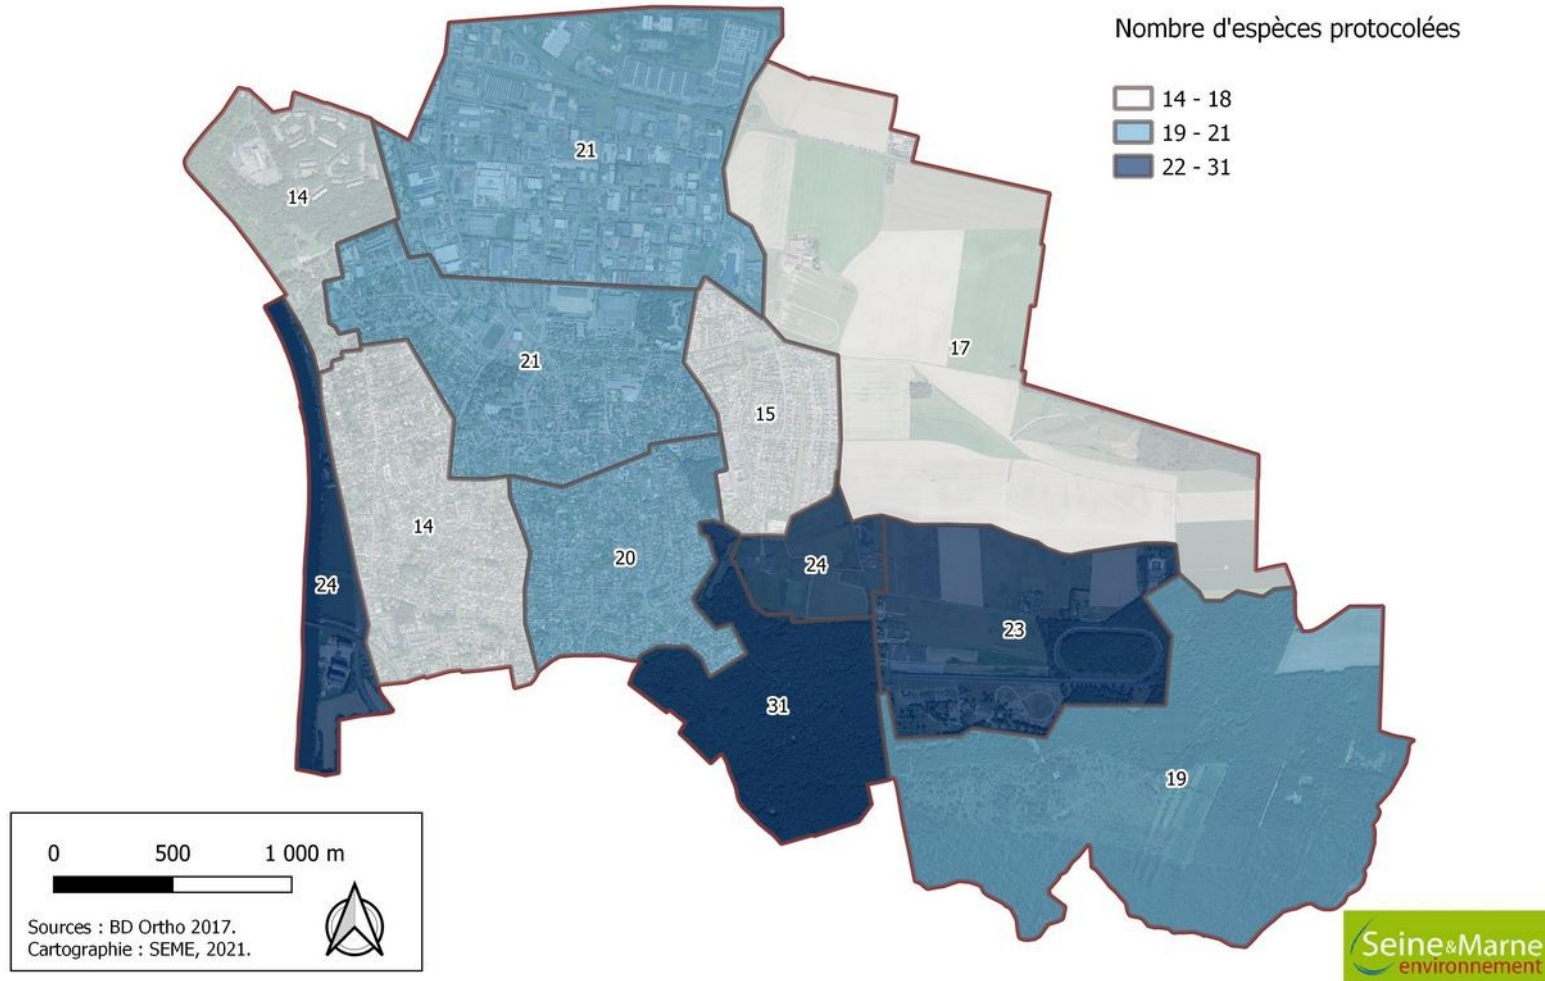 Nombre d'espèces protocolées
14 - 18
19 - 21
22 - 31
21
14
17
21
15
14
20
24
24
23
31
19
0 500 1 000 m
Sources : BD Ortho 2017.
Cartographie : SEME, 2021.
Seine&Marne
environnement